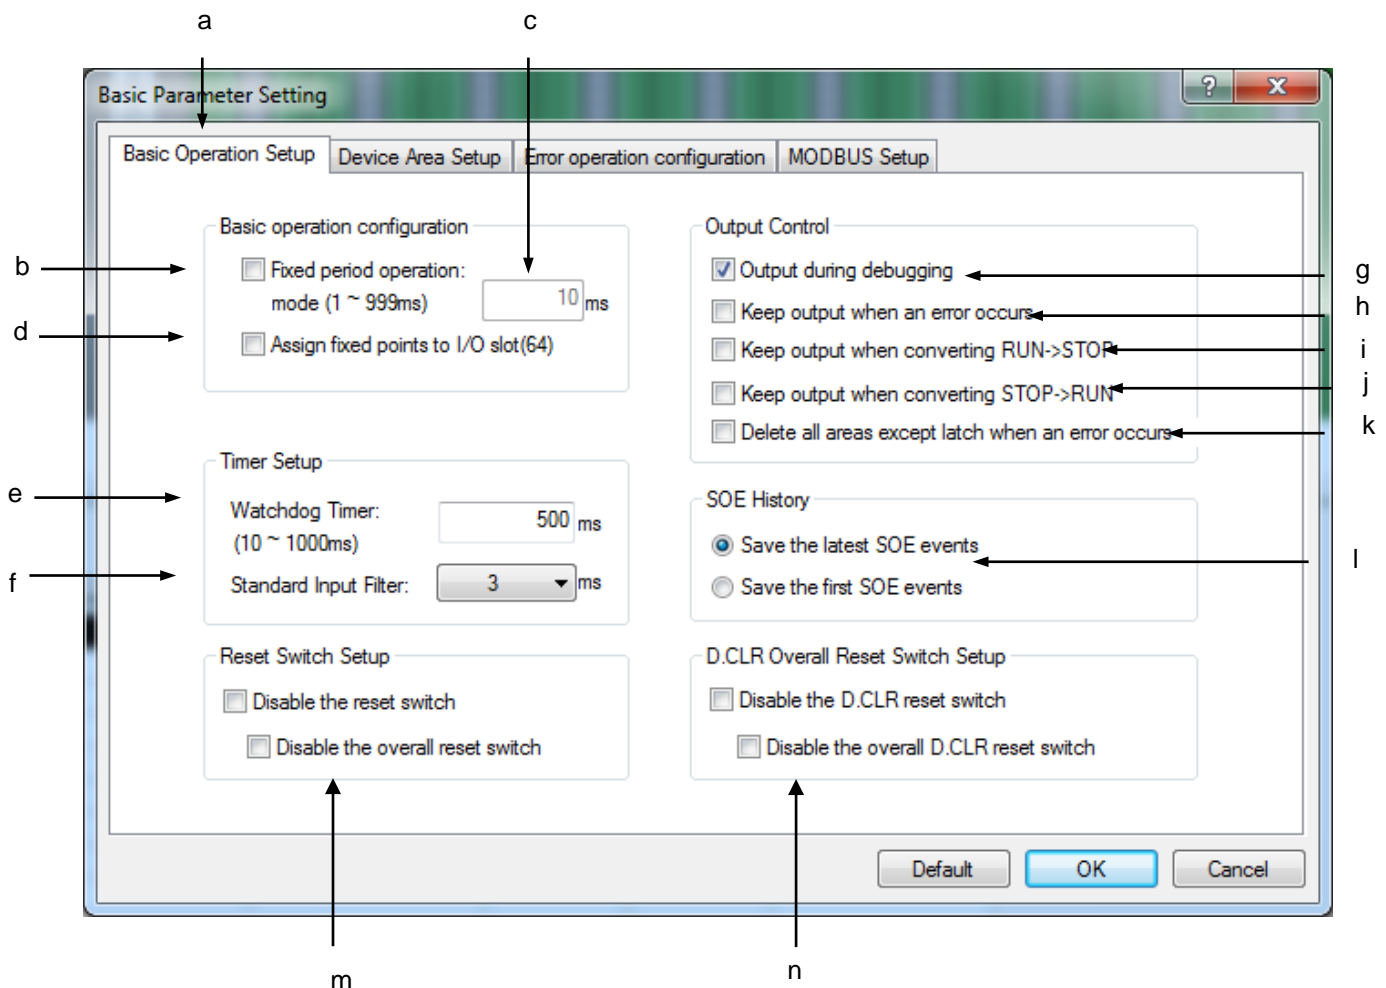 a
c
Basic Parameter Setting
?
X
Basic Operation Setup
Device Area Setup
Error operation configuration
MODBUS Setup
Basic operation configuration
b
Fixed period operation:
mode (1 ~ 999ms)
10 ms
d
Assign fixed points to I/O slot(64)
Timer Setup
e
Watchdog Timer:
(10 ~ 1000ms)
500 ms
f
Standard Input Filter:
3 ms
Reset Switch Setup
Disable the reset switch
Disable the overall reset switch
m
Output Control
Output during debugging
g
Keep output when an error occurs
h
Keep output when converting RUN->STOP
i
Keep output when converting STOP->RUN
j
Delete all areas except latch when an error occurs
k
SOE History
Save the latest SOE events
l
Save the first SOE events
D.CLR Overall Reset Switch Setup
Disable the D.CLR reset switch
Disable the overall D.CLR reset switch
n
Default
OK
Cancel